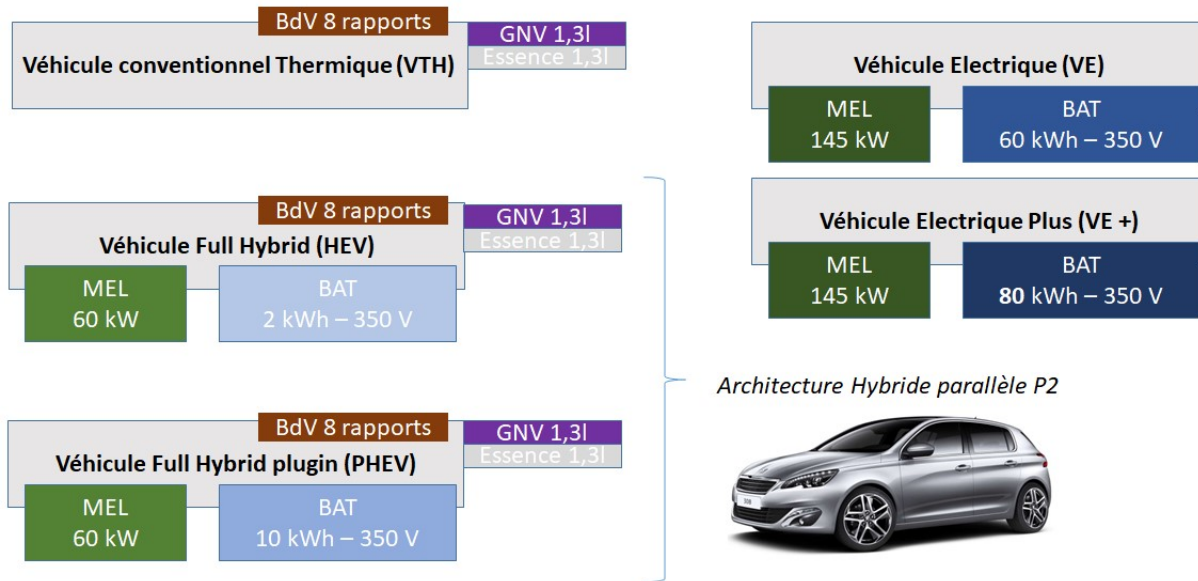 BdV 8 rapports
GNV 1,3l
Essence 1,3l
Véhicule conventionnel Thermique (VTH)
BdV 8 rapports
GNV 1,3l
Essence 1,3l
Véhicule Full Hybrid (HEV)
MEL
60 kW
BAT
2 kWh – 350 V
BdV 8 rapports
GNV 1,3l
Essence 1,3l
Véhicule Full Hybrid plugin (PHEV)
MEL
60 kW
BAT
10 kWh – 350 V
Véhicule Electrique (VE)
MEL
145 kW
BAT
60 kWh – 350 V
Véhicule Electrique Plus (VE +)
MEL
145 kW
BAT
80 kWh – 350 V
Architecture Hybride parallèle P2
308